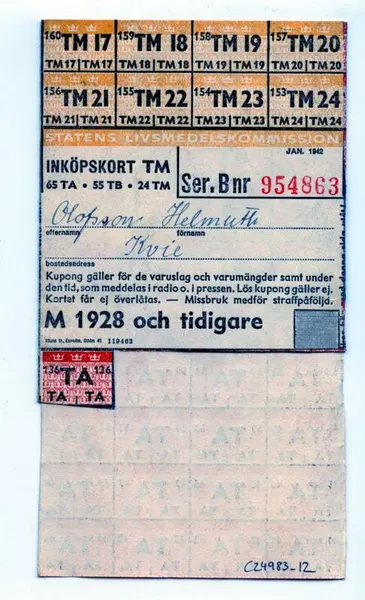 160 TM 17 159 TM 18 158 TM 19 157 TM 20
TM 17 TM 17 TM 18 TM 18 TM 19 TM 19 TM 20 TM 20
156 TM 21 155 TM 22 154 TM 23 153 TM 24
TM 21 TM 21 TM 22 TM 22 TM 23 TM 23 TM 24 TM 24
STATENS LIVSMEDELSKOMMISSION
JAN. 1942
INKÖPSKORT TM
65 TA • 55 TB • 24 TM
Ser. B nr 954863
Olofsson Helmuth
efternamn förnamn
Kvie
bostadsadress
Kupong gäller för de varuslag och varumängder samt under
den tid, som meddelas i radio o. i pressen. Lös kupong gäller ej.
Kortet får ej överlåtas. — Missbruk medför straffpåföljd.
M 1928 och tidigare
119462
136 TA 136
TA TA
C24983-12